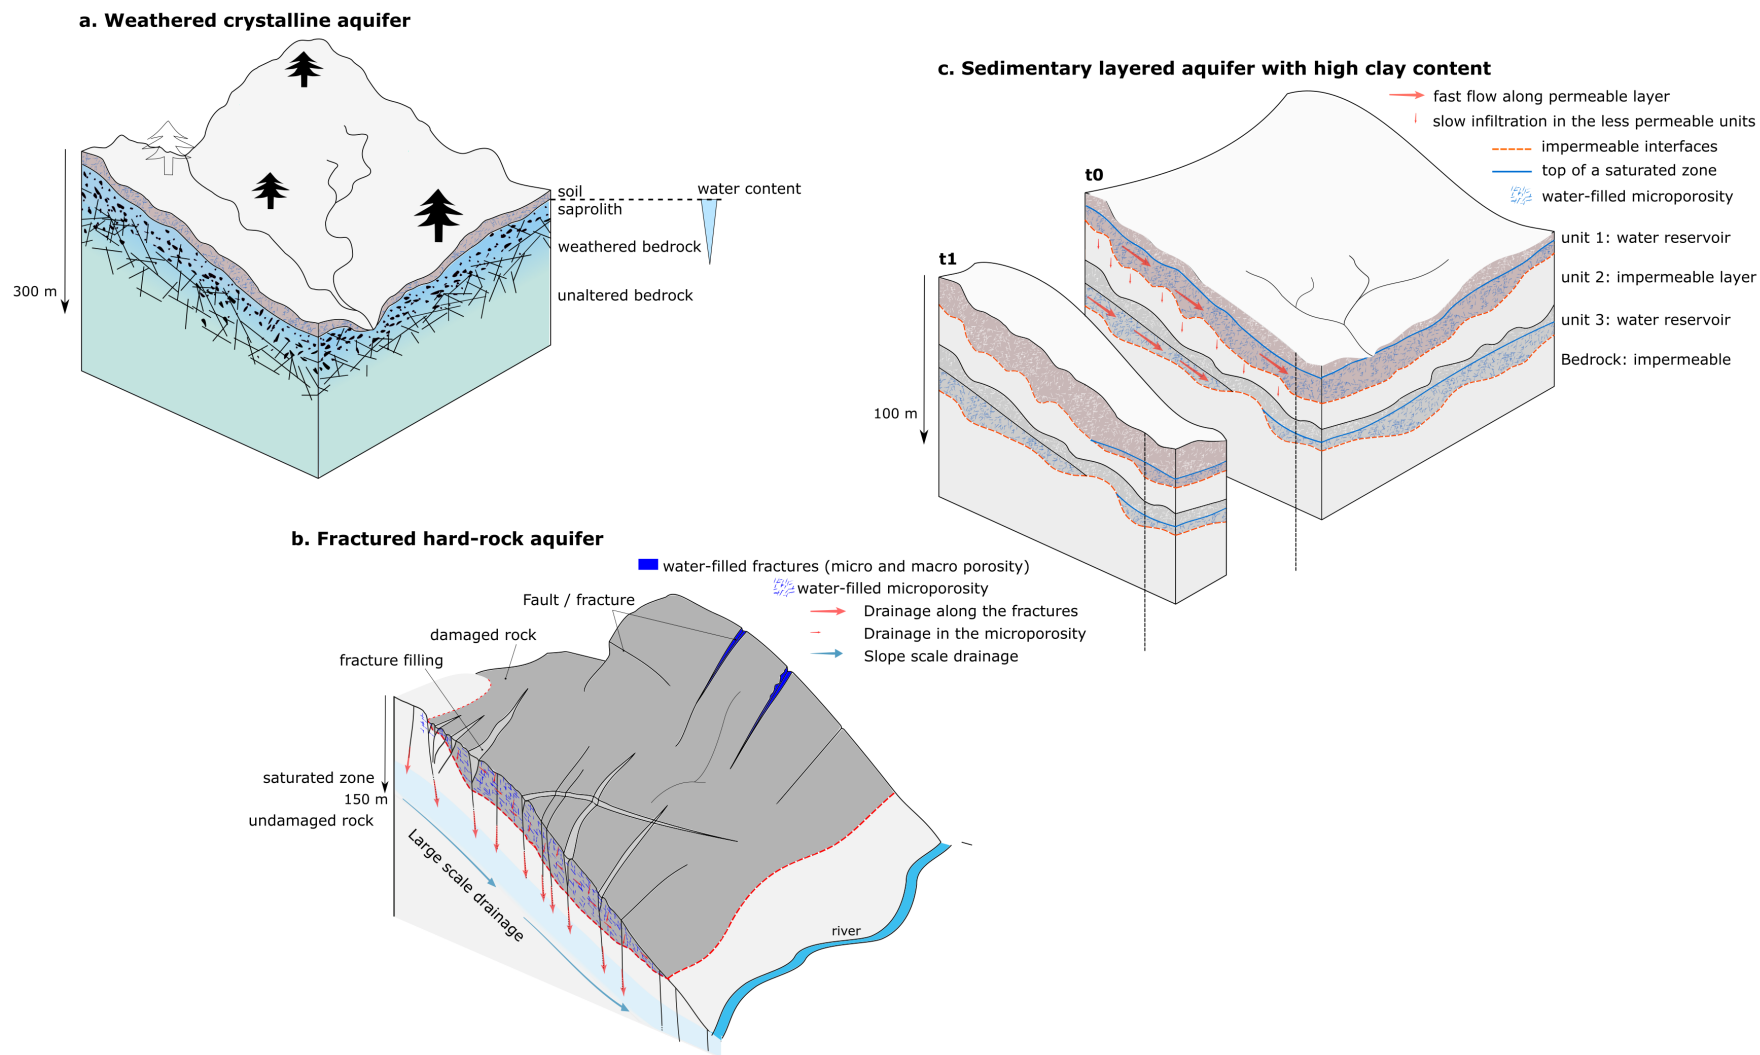 a. Weathered crystalline aquifer
soil
saprolith
water content
weathered bedrock
unaltered bedrock
300 m
c. Sedimentary layered aquifer with high clay content
fast flow along permeable layer
slow infiltration in the less permeable units
impermeable interfaces
top of a saturated zone
water-filled microporosity
t0
unit 1: water reservoir
unit 2: impermeable layer
unit 3: water reservoir
Bedrock: impermeable
t1
100 m
b. Fractured hard-rock aquifer
water-filled fractures (micro and macro porosity)
water-filled microporosity
Drainage along the fractures
Drainage in the microporosity
Slope scale drainage
Fault / fracture
damaged rock
fracture filling
saturated zone
150 m
undamaged rock
Large scale drainage
river